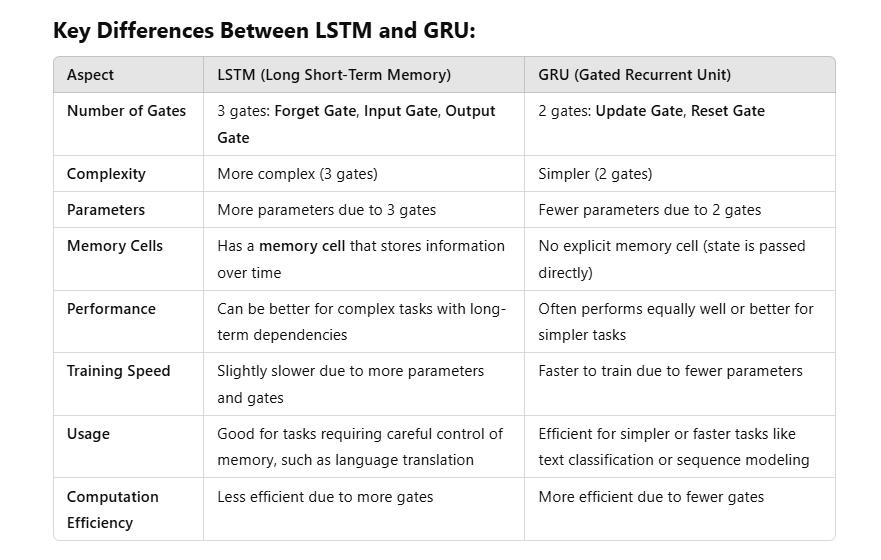 Key Differences Between LSTM and GRU:
Aspect LSTM (Long Short-Term Memory) GRU (Gated Recurrent Unit)
Number of Gates 3 gates: Forget Gate, Input Gate, Output 2 gates: Update Gate, Reset Gate
Gate
Complexity More complex (3 gates) Simpler (2 gates)
Parameters More parameters due to 3 gates Fewer parameters due to 2 gates
Memory Cells Has a memory cell that stores information No explicit memory cell (state is passed
over time directly)
Performance Can be better for complex tasks with long- Often performs equally well or better for
term dependencies simpler tasks
Training Speed Slightly slower due to more parameters Faster to train due to fewer parameters
and gates
Usage Good for tasks requiring careful control of Efficient for simpler or faster tasks like
memory, such as language translation text classification or sequence modeling
Computation Less efficient due to more gates More efficient due to fewer gates
Efficiency